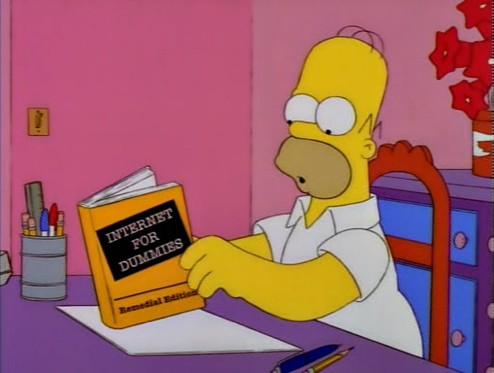 INTERNET
FOR
DUMMIES
Remedial Edition